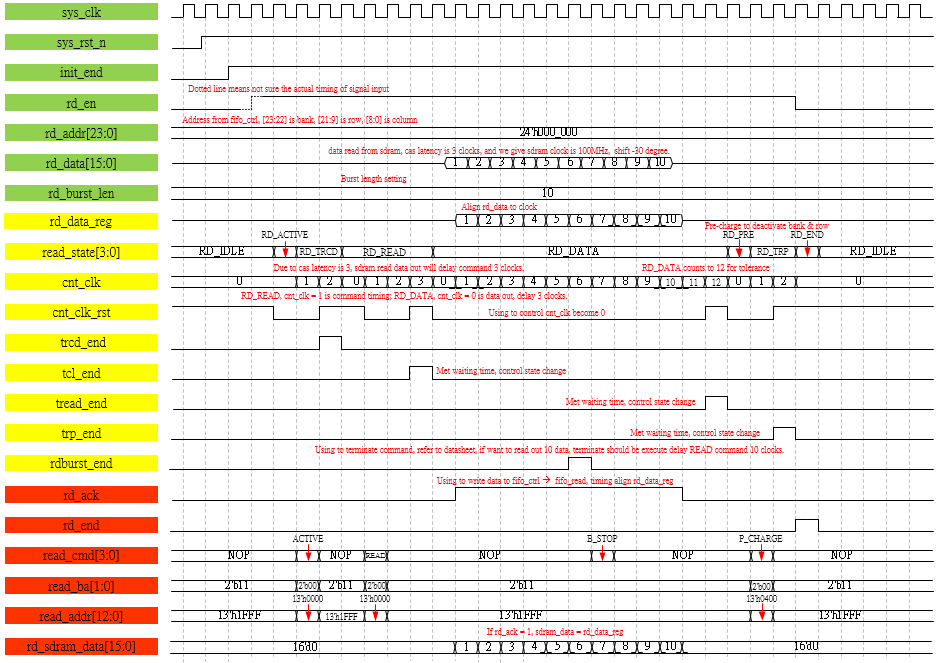 sys_clk
sys_rst_n
init_end
Dotted line means not sure the actual timing of signal input
rd_en
Address from fifo_ctrl, [23:22] is bank, [21:9] is row, [8:0] is column
rd_addr[23:0] 24'h000_000
data read from sdram, cas latency is 3 clocks, and we give sdram clock is 100MHz, shift -30 degree.
rd_data[15:0] 1 2 3 4 5 6 7 8 9 10
Burst length setting
rd_burst_len 10
Align rd_data to clock
rd_data_reg 1 2 3 4 5 6 7 8 9 10
Pre-charge to deactivate bank & row
RD_ACTIVE RD_PRE RD_END
read_state[3:0] RD_IDLE RD_TRCD RD_READ RD_DATA RD_TRP RD_IDLE
Due to cas latency is 3, sdram read data out will delay command 3 clocks. RD_DATA counts to 12 for tolerance
cnt_clk 0 1 2 0 1 2 3 0 1 2 3 4 5 6 7 8 9 10 11 12 0 1 2 0
RD_READ, cnt_clk = 1 is command timing; RD_DATA, cnt_clk = 0 is data out, delay 3 clocks.
cnt_clk_rst Using to control cnt_clk become 0
trcd_end
tcl_end Met waiting time, control state change
tread_end Met waiting time, control state change
trp_end Met waiting time, control state change
Using to terminate command, refer to datasheet, if want to read out 10 data, terminate should be execute delay READ command 10 clocks.
rdburst_end
Using to write data to fifo_ctrl → fifo_read, timing align rd_data_reg
rd_ack
rd_end
ACTIVE B_STOP P_CHARGE
read_cmd[3:0] NOP NOP READ NOP NOP NOP
read_ba[1:0] 2'b11 2'b00 2'b11 2'b00 2'b11 2'b00 2'b11
13'h0000 13'h0000 13'h0400
read_addr[12:0] 13'h1FFF 13'h1FFF 13'h1FFF 13'h1FFF
If rd_ack = 1, sdram_data = rd_data_reg
rd_sdram_data[15:0] 16'd0 1 2 3 4 5 6 7 8 9 10 16'd0